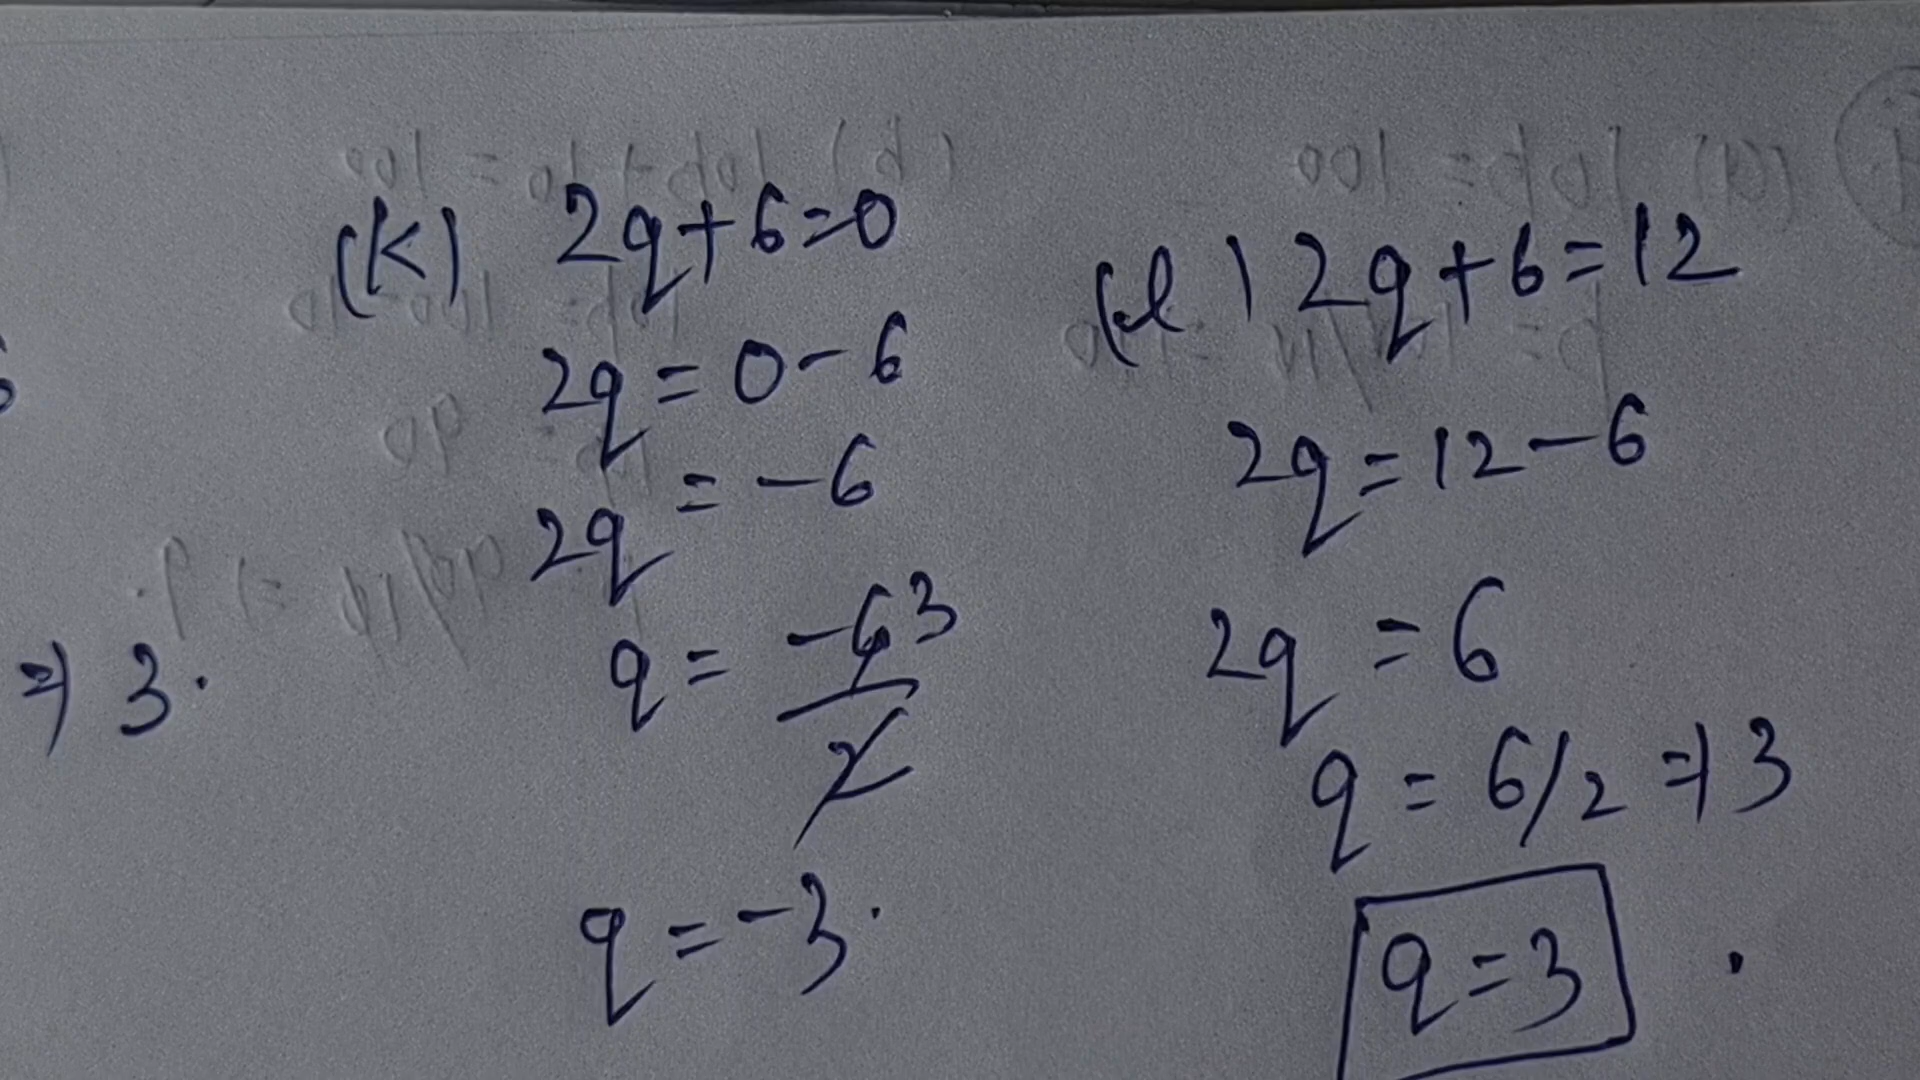 ⇒ 3.
(k) 2q+6=0
2q = 0-6
2q = -6
q = -6 3 / 2
q = -3.
(l) 2q+6=12
2q = 12-6
2q = 6
q = 6/2 ⇒ 3
q = 3 .